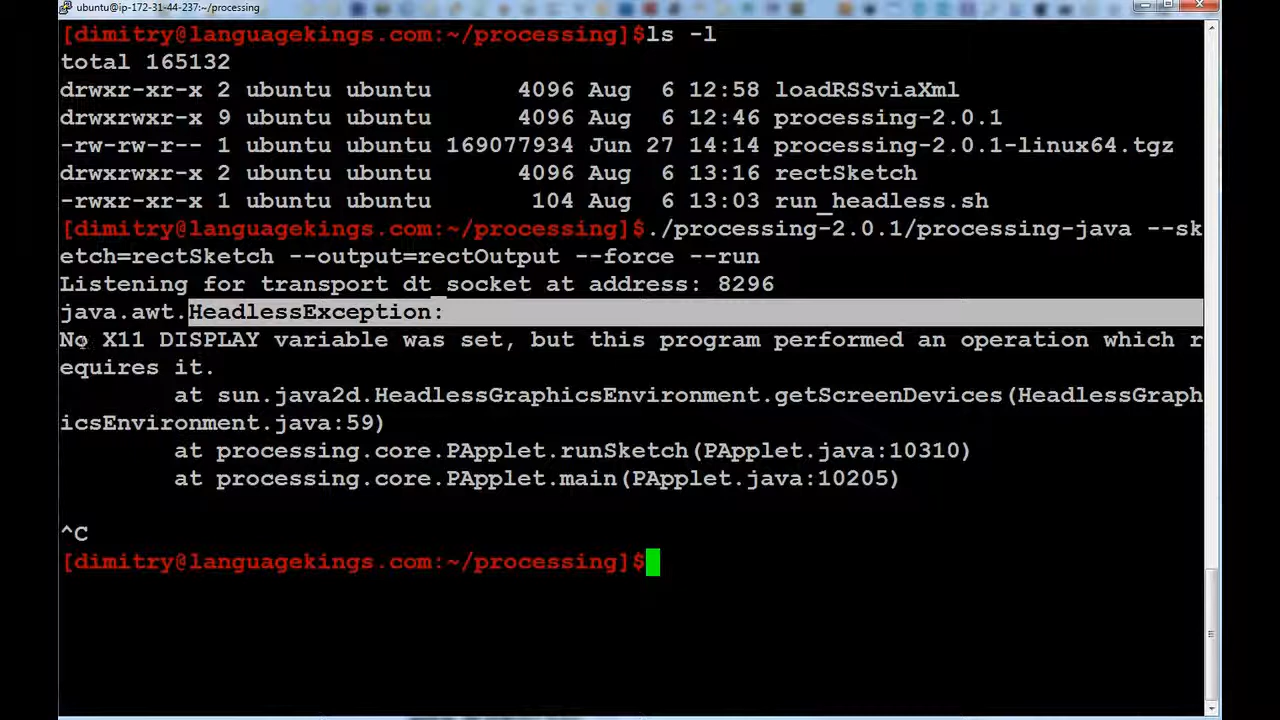 ubuntu@ip-172-31-44-237:~/processing
[dimitry@languagekings.com:~/processing]$ls -l
total 165132
drwxr-xr-x 2 ubuntu ubuntu      4096 Aug  6 12:58 loadRSSviaXml
drwxrwxr-x 9 ubuntu ubuntu      4096 Aug  6 12:46 processing-2.0.1
-rw-rw-r-- 1 ubuntu ubuntu 169077934 Jun 27 14:14 processing-2.0.1-linux64.tgz
drwxrwxr-x 2 ubuntu ubuntu      4096 Aug  6 13:16 rectSketch
-rwxrwxr-x 1 ubuntu ubuntu       104 Aug  6 13:03 run_headless.sh
[dimitry@languagekings.com:~/processing]$./processing-2.0.1/processing-java --sk
etch=rectSketch --output=rectOutput --force --run
Listening for transport dt_socket at address: 8296
java.awt.HeadlessException:
No X11 DISPLAY variable was set, but this program performed an operation which r
equires it.
        at sun.java2d.HeadlessGraphicsEnvironment.getScreenDevices(HeadlessGraph
icsEnvironment.java:59)
        at processing.core.PApplet.runSketch(PApplet.java:10310)
        at processing.core.PApplet.main(PApplet.java:10205)
^C
[dimitry@languagekings.com:~/processing]$